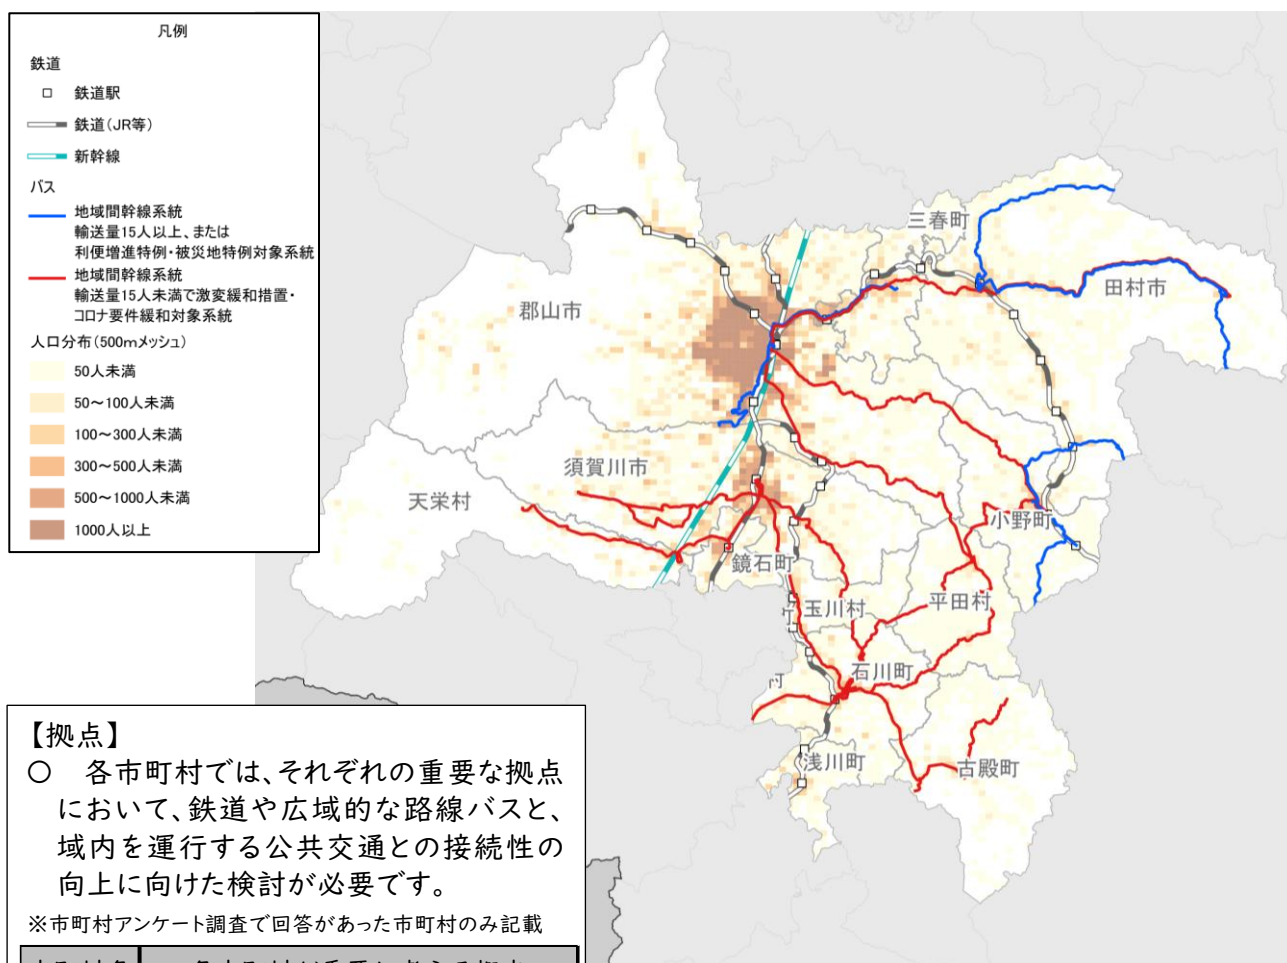 凡例
鉄道
鉄道駅
鉄道(JR等)
新幹線
バス
地域間幹線系統
輸送量15人以上、または
利便増進特例・被災地特例対象系統
地域間幹線系統
輸送量15人未満で激変緩和措置・
コロナ要件緩和対象系統
人口分布(500mメッシュ)
50人未満
50～100人未満
100～300人未満
300～500人未満
500～1000人未満
1000人以上
三春町
田村市
郡山市
須賀川市
天栄村
小野町
鏡石町
玉川村
平田村
石川町
浅川町
古殿町
【拠点】
○ 各市町村では、それぞれの重要な拠点
において、鉄道や広域的な路線バスと、
域内を運行する公共交通との接続性の
向上に向けた検討が必要です。
※市町村アンケート調査で回答があった市町村のみ記載